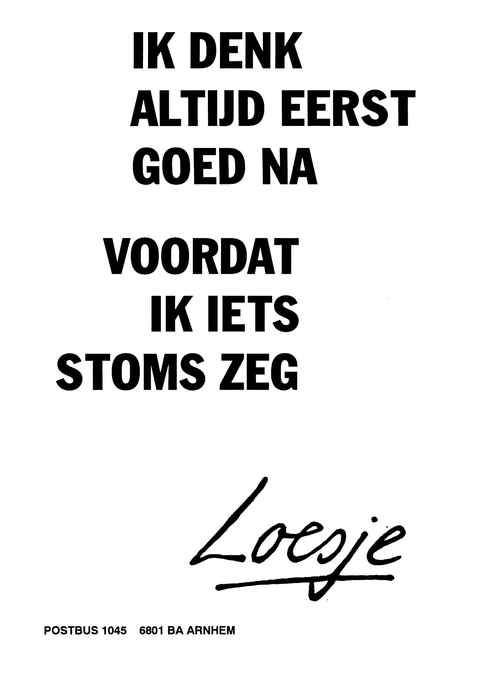 IK DENK
ALTIJD EERST
GOED NA
VOORDAT
IK IETS
STOMS ZEG
Loesje
POSTBUS 1045 6801 BA ARNHEM